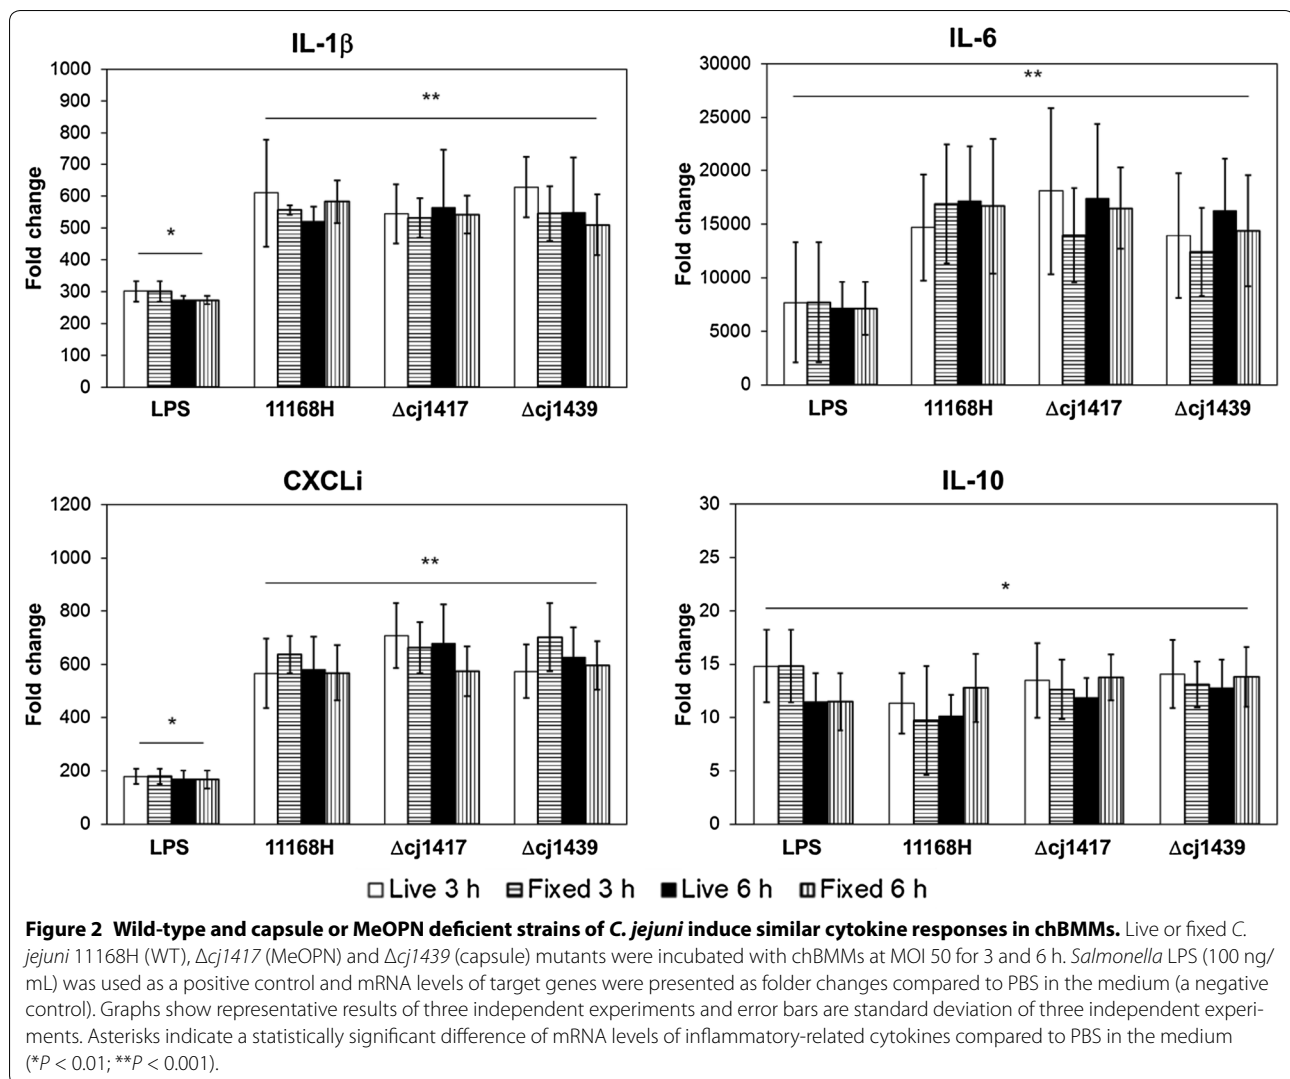 IL-1β
1000
900
800
700
600
500
400
300
200
100
0
Fold change
*
**
LPS 11168H Δcj1417 Δcj1439
IL-6
30000
25000
20000
15000
10000
5000
0
Fold change
**
LPS 11168H Δcj1417 Δcj1439
CXCLi
1200
1000
800
600
400
200
0
Fold change
*
**
LPS 11168H Δcj1417 Δcj1439
IL-10
30
25
20
15
10
5
0
Fold change
*
LPS 11168H Δcj1417 Δcj1439
Live 3 h Fixed 3 h Live 6 h Fixed 6 h
Figure 2 Wild-type and capsule or MeOPN deficient strains of C. jejuni induce similar cytokine responses in chBMMs. Live or fixed C.
jejuni 11168H (WT), Δcj1417 (MeOPN) and Δcj1439 (capsule) mutants were incubated with chBMMs at MOI 50 for 3 and 6 h. Salmonella LPS (100 ng/
mL) was used as a positive control and mRNA levels of target genes were presented as folder changes compared to PBS in the medium (a negative
control). Graphs show representative results of three independent experiments and error bars are standard deviation of three independent experi-
ments. Asterisks indicate a statistically significant difference of mRNA levels of inflammatory-related cytokines compared to PBS in the medium
(*P < 0.01; **P < 0.001).